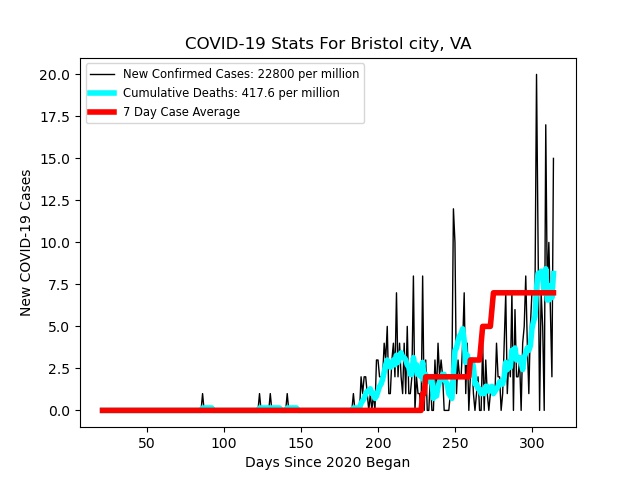 COVID-19 Stats For Bristol city, VA
New Confirmed Cases: 22800 per million
Cumulative Deaths: 417.6 per million
7 Day Case Average
New COVID-19 Cases
20.0
17.5
15.0
12.5
10.0
7.5
5.0
2.5
0.0
50 100 150 200 250 300
Days Since 2020 Began